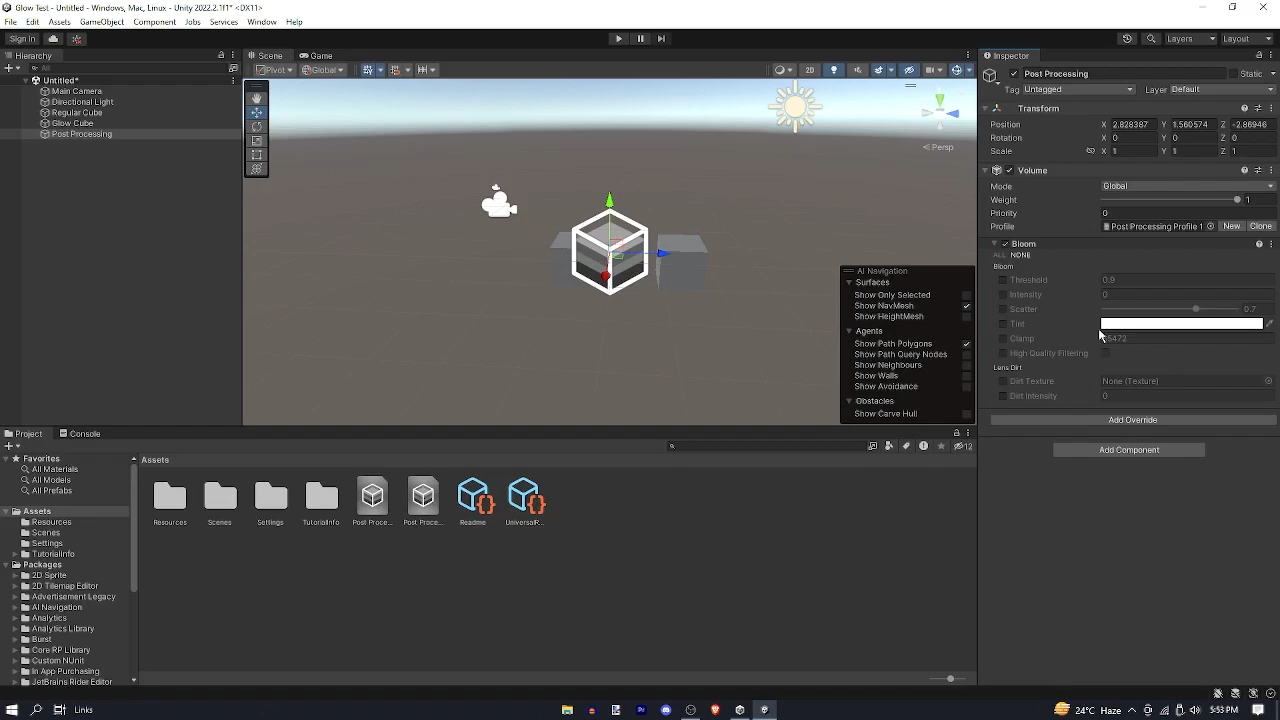 Glow Test - Untitled - Windows, Mac, Linux - Unity 2022.2.1f1* <DX11>
File Edit Assets GameObject Component Jobs Services Window Help
Sign In
Layers Layout
Hierarchy
All
Untitled*
Main Camera
Directional Light
Regular Cube
Glow Cube
Post Processing
Scene Game
Pivot Global
2D
Persp
AI Navigation
Surfaces
Show Only Selected
Show NavMesh
Show HeightMesh
Agents
Show Path Polygons
Show Path Query Nodes
Show Neighbours
Show Walls
Show Avoidance
Obstacles
Show Carve Hull
Inspector
Post Processing Static
Tag Untagged Layer Default
Transform
Position X 2.828387 Y 1.560574 Z -2.86946
Rotation X 0 Y 0 Z 0
Scale X 1 Y 1 Z 1
Volume
Mode Global
Weight 1
Priority 0
Profile Post Processing Profile 1 New Clone
Bloom
ALL NONE
Bloom
Threshold 0.9
Intensity 0
Scatter 0.7
Tint
Clamp 5472
High Quality Filtering
Lens Dirt
Dirt Texture None (Texture)
Dirt Intensity 0
Add Override
Add Component
Project Console
12
Favorites
All Materials
All Models
All Prefabs
Assets
Resources
Scenes
Settings
TutorialInfo
Packages
2D Sprite
2D Tilemap Editor
Advertisement Legacy
AI Navigation
Analytics
Analytics Library
Burst
Core RP Library
Custom NUnit
In App Purchasing
JetBrains Rider Editor
Assets
Resources Scenes Settings TutorialInfo Post Proce... Post Proce... Readme UniversalR...
Links
24°C Haze
5:53 PM